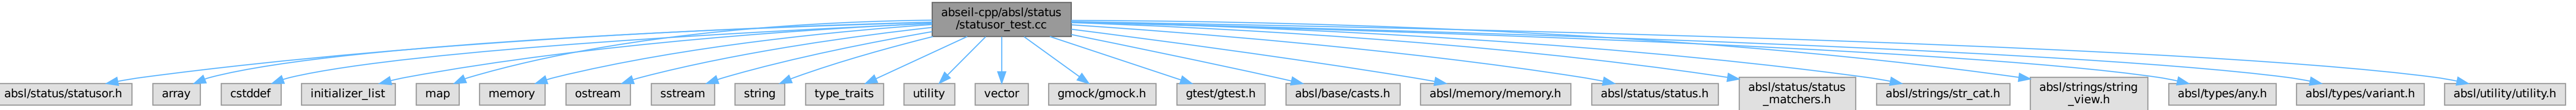 abseil-cpp/absl/status
/statusor_test.cc
absl/status/statusor.h
array
cstddef
initializer_list
map
memory
ostream
sstream
string
type_traits
utility
vector
gmock/gmock.h
gtest/gtest.h
absl/base/casts.h
absl/memory/memory.h
absl/status/status.h
absl/status/status
_matchers.h
absl/strings/str_cat.h
absl/strings/string
_view.h
absl/types/any.h
absl/types/variant.h
absl/utility/utility.h